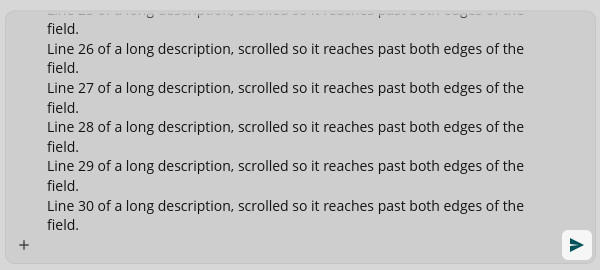 field.
Line 26 of a long description, scrolled so it reaches past both edges of the
field.
Line 27 of a long description, scrolled so it reaches past both edges of the
field.
Line 28 of a long description, scrolled so it reaches past both edges of the
field.
Line 29 of a long description, scrolled so it reaches past both edges of the
field.
Line 30 of a long description, scrolled so it reaches past both edges of the
field.